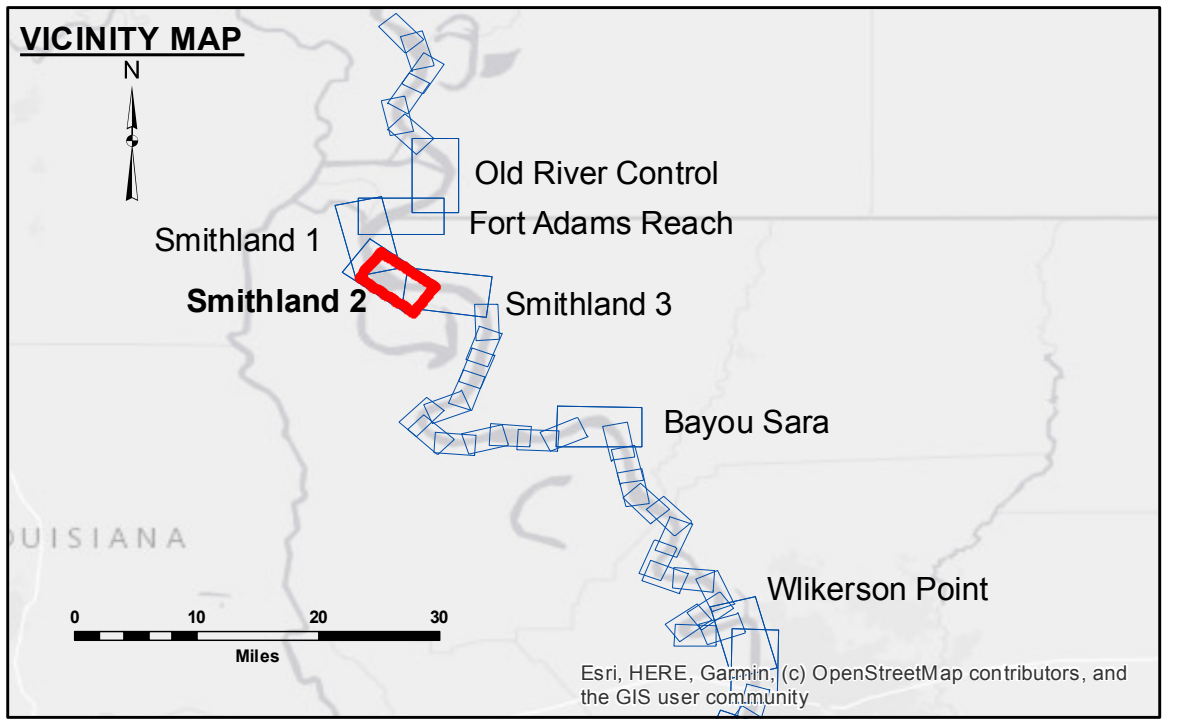 VICINITY MAP
N
Old River Control
Fort Adams Reach
Smithland 1
Smithland 2
Smithland 3
Bayou Sara
OUISIANA
Wlikerson Point
0 10 20 30
Miles
Esri, HERE, Garmin, (c) OpenStreetMap contributors, and
the GIS user community